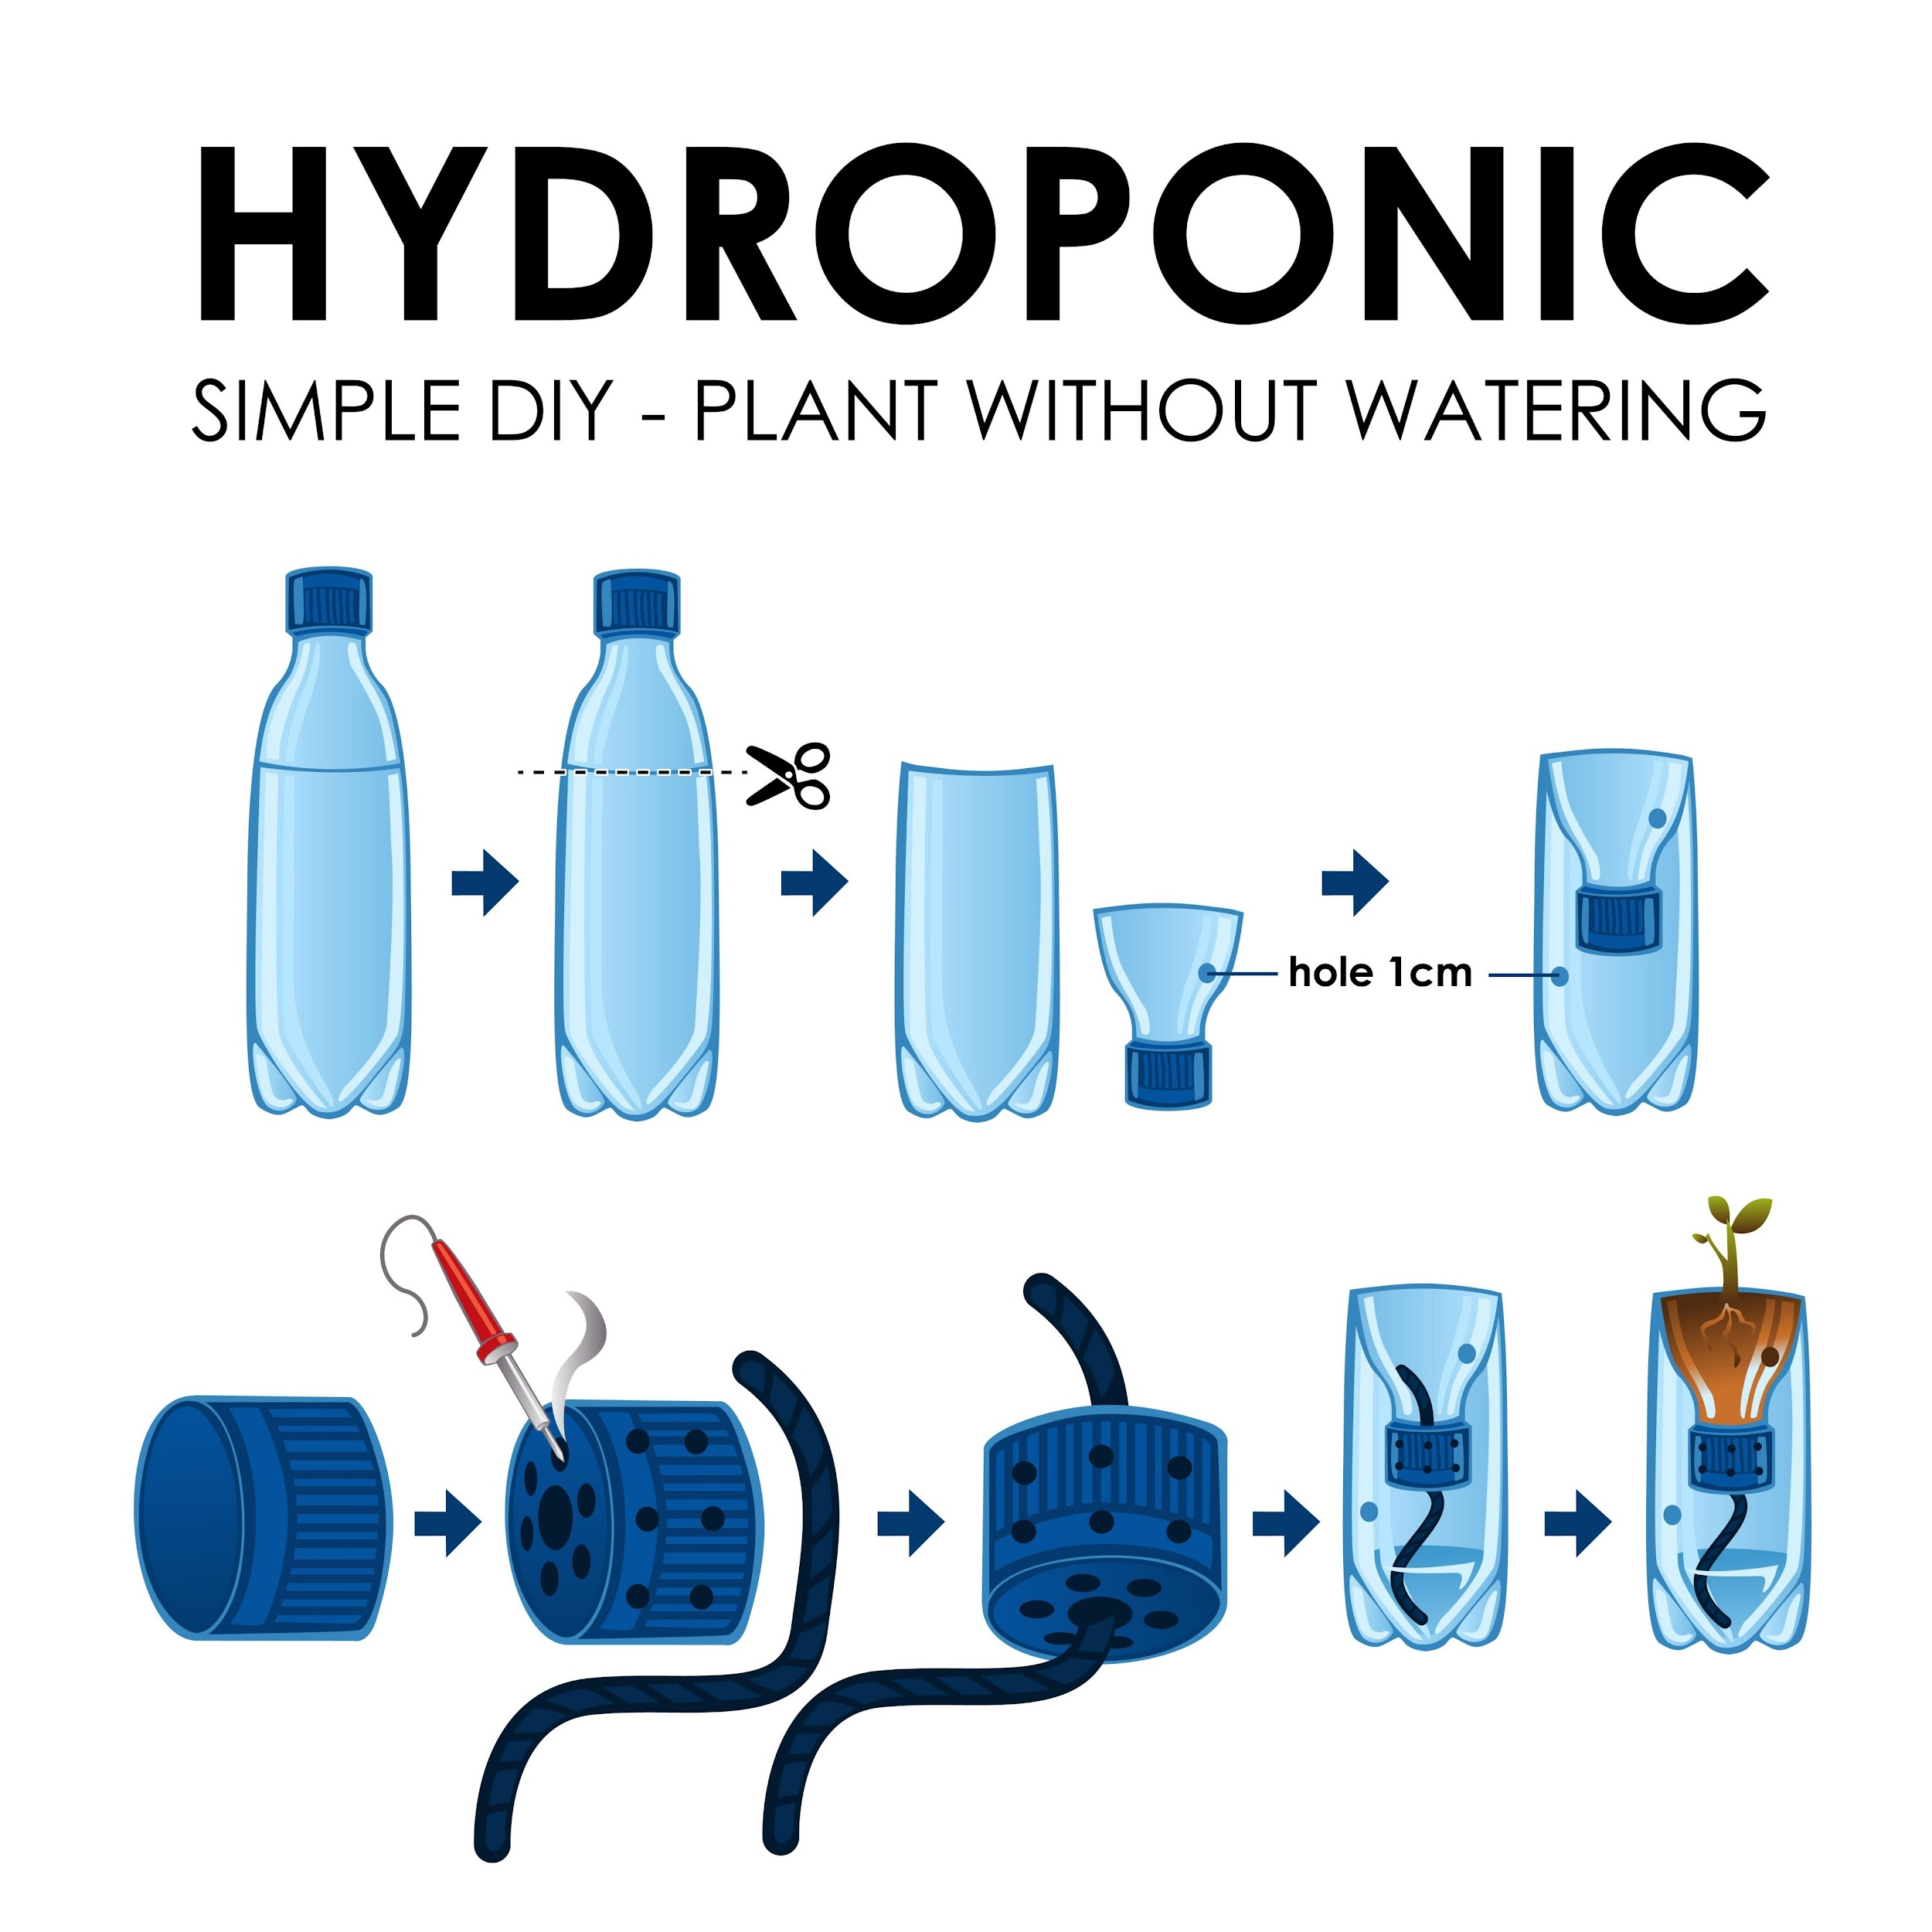 HYDROPONIC
SIMPLE DIY - PLANT WITHOUT WATERING
hole 1cm